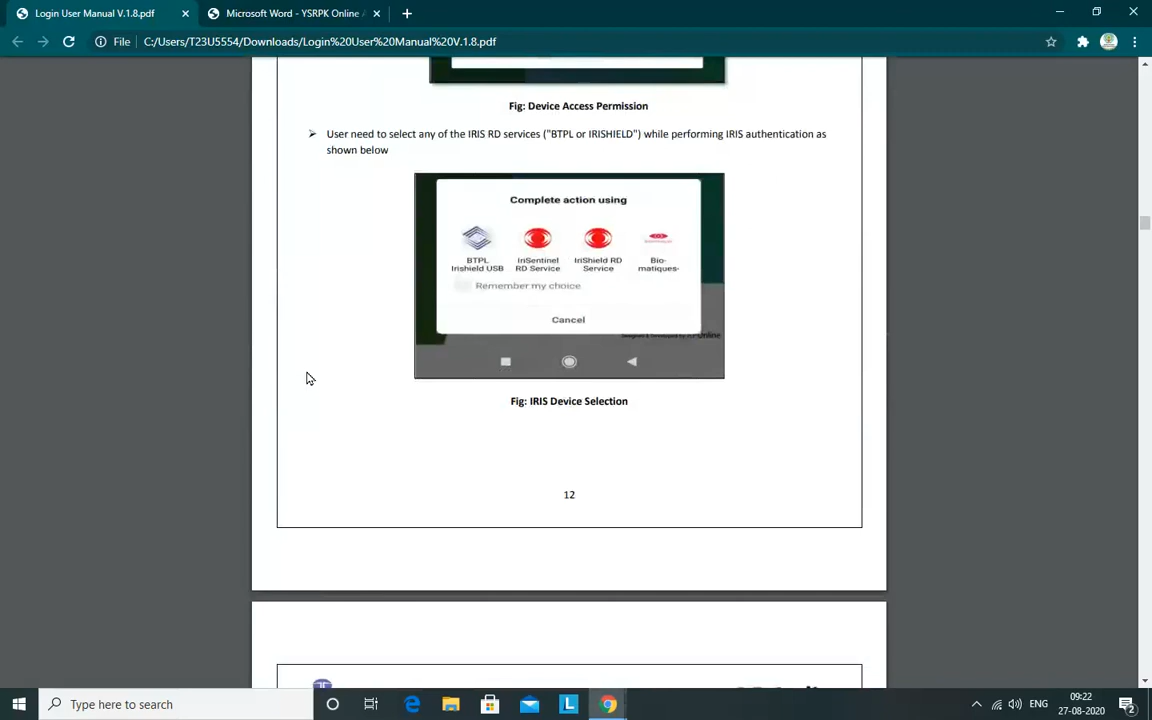 Login User Manual V.1.8.pdf
Microsoft Word - YSRPK Online
File
C:/Users/T23U5554/Downloads/Login%20User%20Manual%20V.1.8.pdf
Fig: Device Access Permission
➢ User need to select any of the IRIS RD services ("BTPL or IRISHIELD") while performing IRIS authentication as
shown below
Complete action using
BTPL Irishield USB
IriSentinel RD Service
IriShield RD Service
Bio-matiques-
Remember my choice
Cancel
Online
Fig: IRIS Device Selection
12
Type here to search
L
ENG
09:22
27-08-2020
2